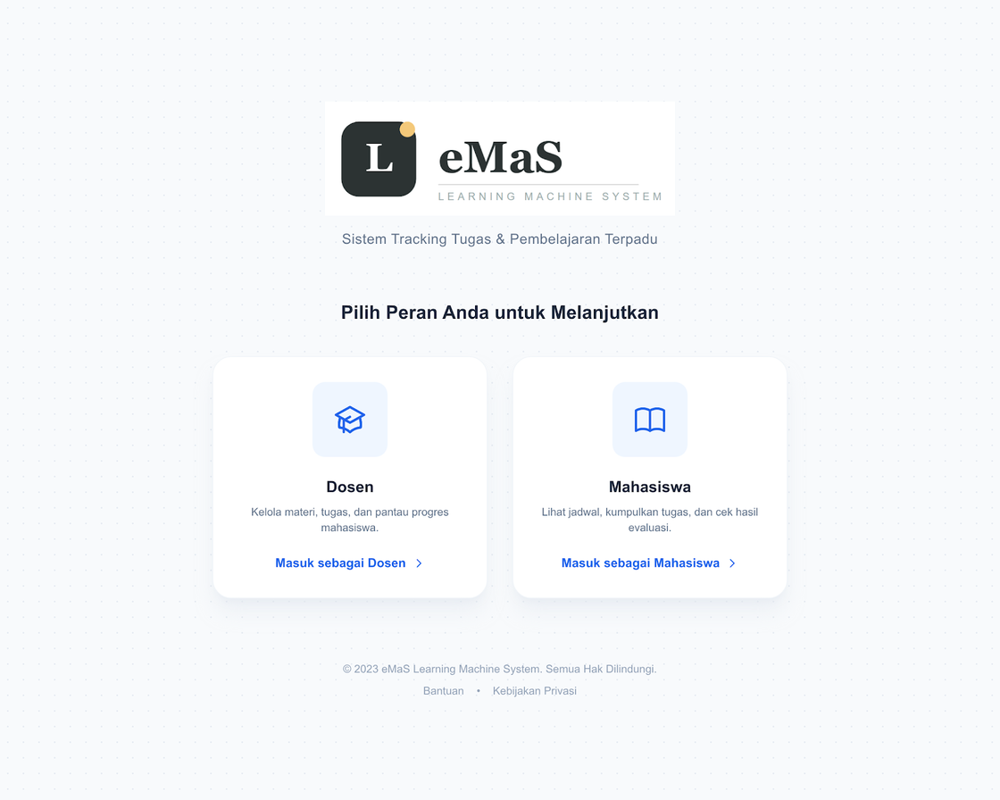 L
eMaS
LEARNING MACHINE SYSTEM
Sistem Tracking Tugas & Pembelajaran Terpadu
Pilih Peran Anda untuk Melanjutkan
Dosen
Kelola materi, tugas, dan pantau progres
mahasiswa.
Masuk sebagai Dosen
Mahasiswa
Lihat jadwal, kumpulkan tugas, dan cek hasil
evaluasi.
Masuk sebagai Mahasiswa
© 2023 eMaS Learning Machine System. Semua Hak Dilindungi.
Bantuan • Kebijakan Privasi